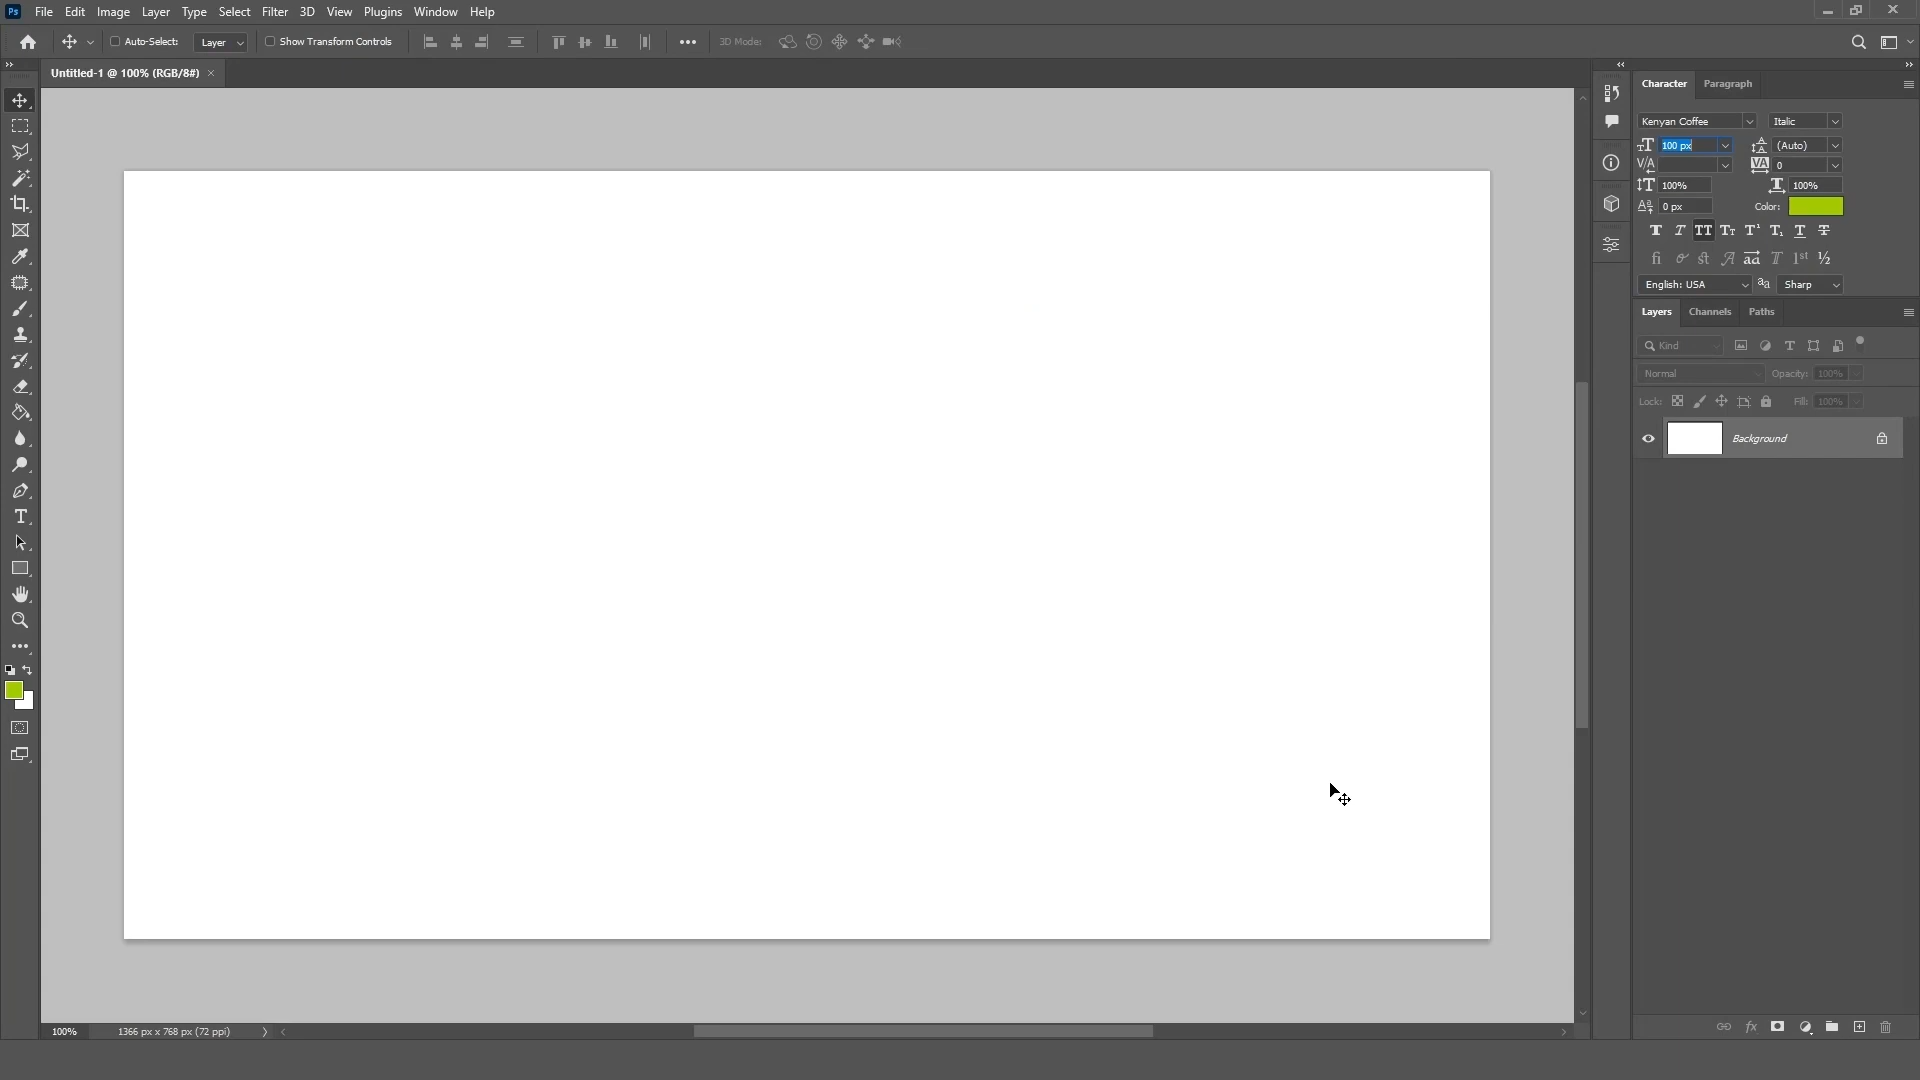 Ps File Edit Image Layer Type Select Filter 3D View Plugins Window Help
Auto-Select: Layer Show Transform Controls 3D Mode:
Untitled-1 @ 100% (RGB/8#) ×
Character Paragraph
Kenyan Coffee Italic
100 px (Auto)
0
100% 100%
0 px Color:
English: USA Sharp
Layers Channels Paths
Kind
Normal Opacity: 100%
Lock: Fill: 100%
Background
100% 1366 px x 768 px (72 ppi)